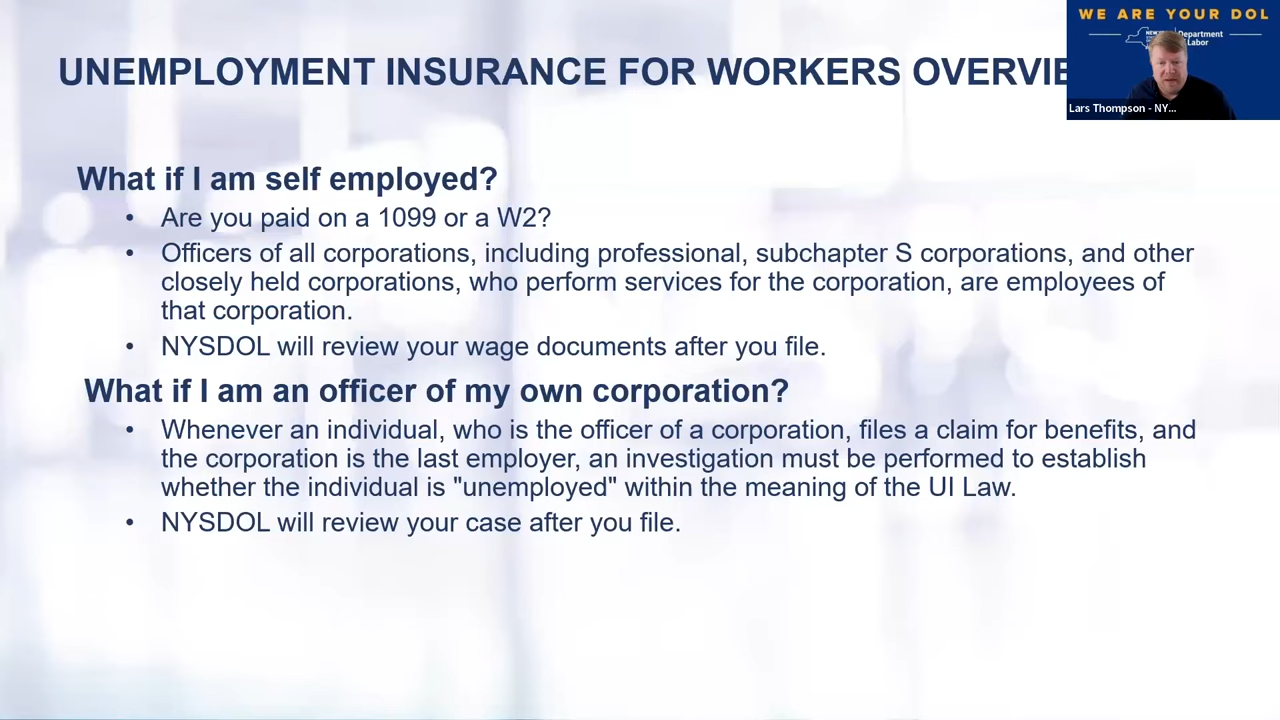 WE ARE YOUR DOL
Department
Labor
Lars Thompson - NY...
UNEMPLOYMENT INSURANCE FOR WORKERS OVERVIE
What if I am self employed?
• Are you paid on a 1099 or a W2?
• Officers of all corporations, including professional, subchapter S corporations, and other
closely held corporations, who perform services for the corporation, are employees of
that corporation.
• NYSDOL will review your wage documents after you file.
What if I am an officer of my own corporation?
• Whenever an individual, who is the officer of a corporation, files a claim for benefits, and
the corporation is the last employer, an investigation must be performed to establish
whether the individual is "unemployed" within the meaning of the UI Law.
• NYSDOL will review your case after you file.